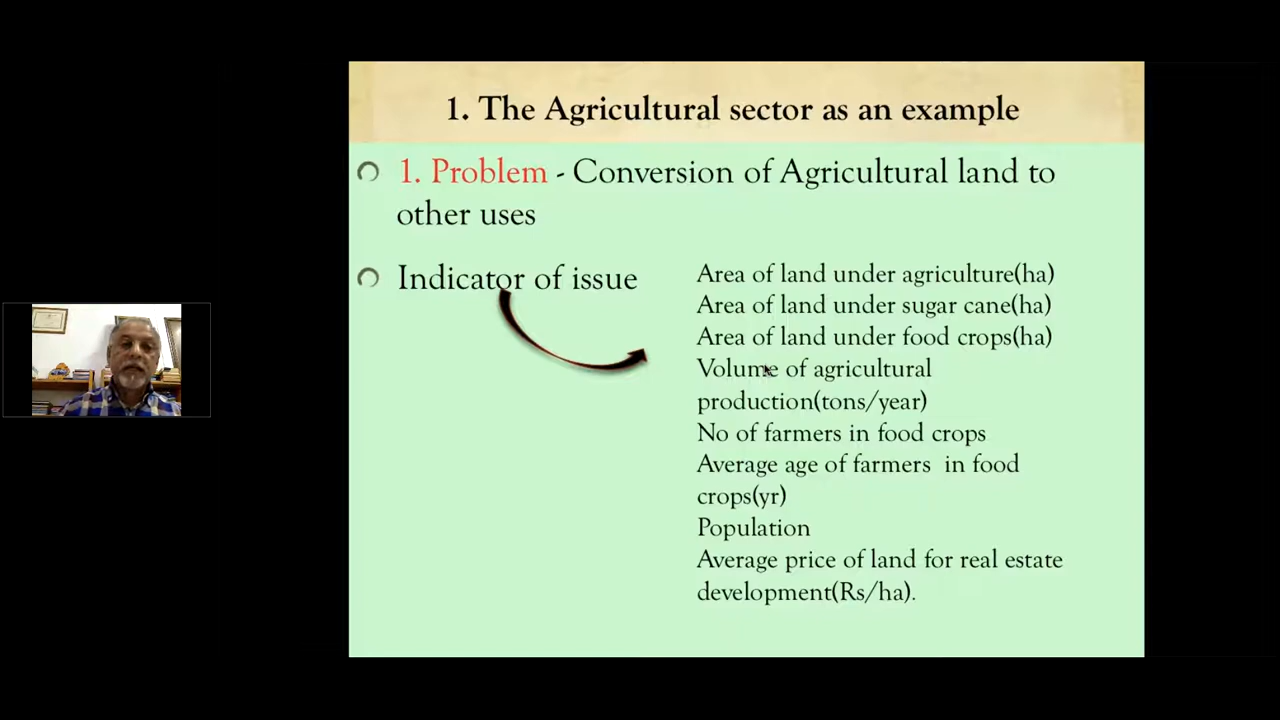 1. The Agricultural sector as an example
1. Problem - Conversion of Agricultural land to
other uses
Indicator of issue
Area of land under agriculture(ha)
Area of land under sugar cane(ha)
Area of land under food crops(ha)
Volume of agricultural
production(tons/year)
No of farmers in food crops
Average age of farmers in food
crops(yr)
Population
Average price of land for real estate
development(Rs/ha).